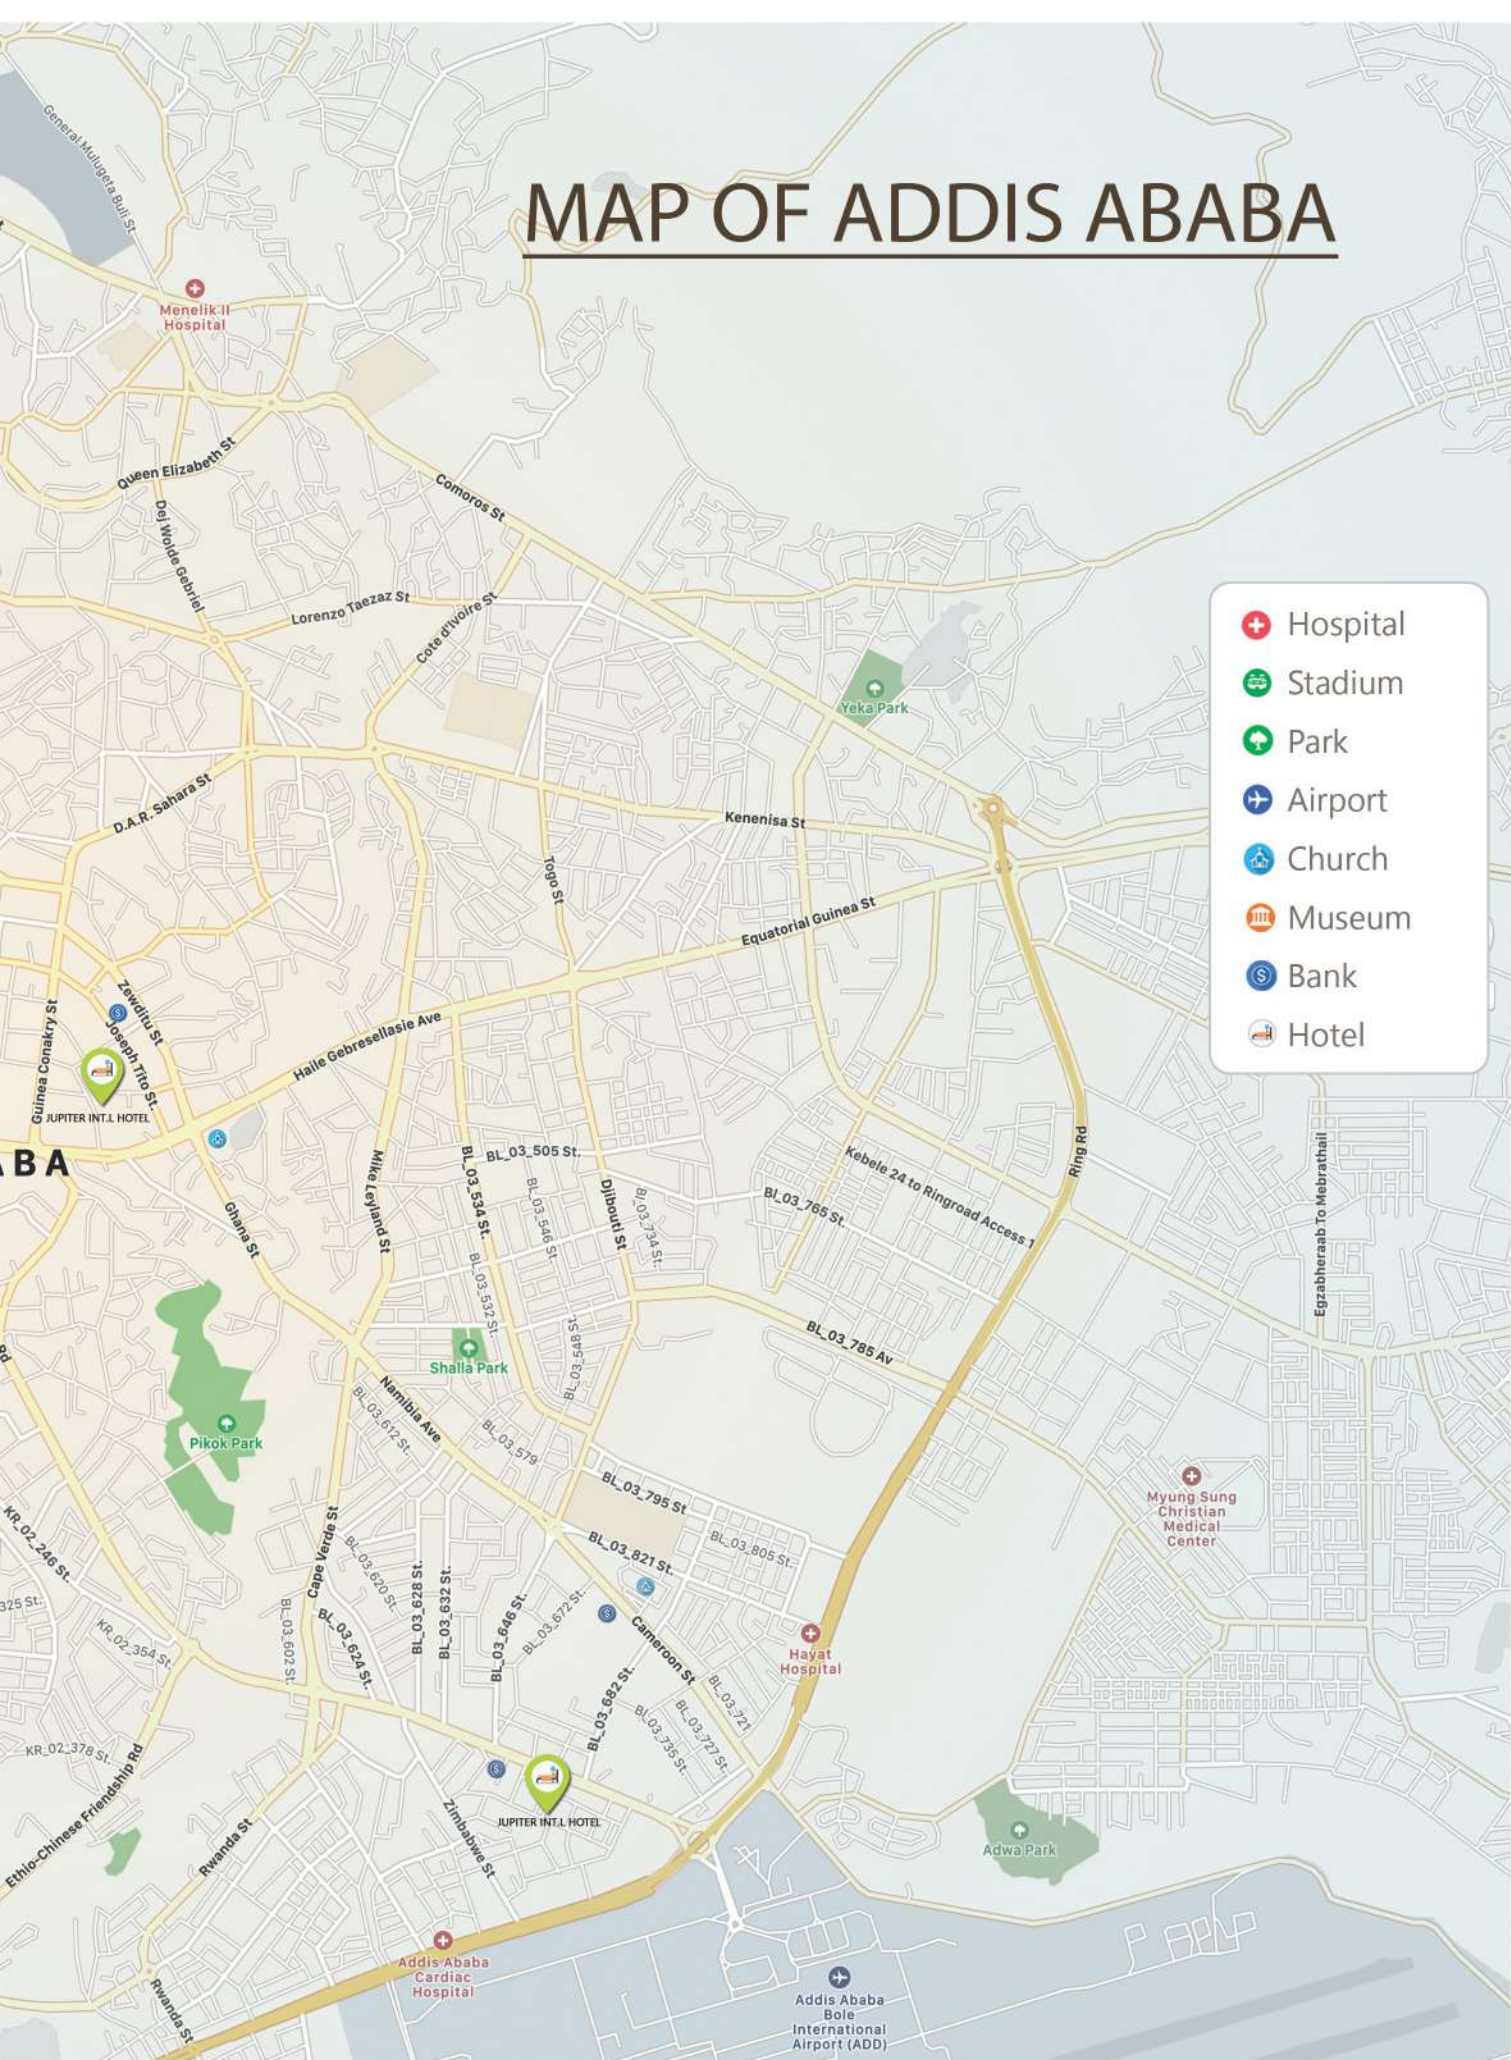 MAP OF ADDIS ABABA
General Mulugeta Buli St
Menelik II
Hospital
Queen Elizabeth St
Comoros St
Dej Wolde Gebriel
Lorenzo Taezaz St
Cote d'Ivoire St
Hospital
Stadium
Park
Airport
Church
Museum
Bank
Hotel
Yeka Park
D.A.R. Sahara St
Kenenisa St
Togo St
Equatorial Guinea St
Zewditu St
Joseph Tito St.
Guinea Conakry St
Haile Gebresellasie Ave
JUPITER INT.L HOTEL
BA
Mike Leyland St
BL_03_505 St.
BL_03_534 St.
BL_03_546 St.
Djibouti St
BL_03_734 St.
BL_03_765 St.
Kebele 24 to Ringroad Access 1
Ring Rd
Egzabheraab To Mebrathail
Ghana St
BL_03_532 St.
BL_03_548 St.
BL_03_785 Av
Shalla Park
Rd
Namibia Ave
BL_03_612 St.
BL_03_579
Pikok Park
BL_03_795 St
Myung Sung
Christian
Medical
Center
KR_02_246 St.
Cape Verde St
BL_03_620 St.
BL_03_628 St.
BL_03_632 St.
BL_03_821 St.
BL_03_805 St.
325 St.
KR_02_354 St.
BL_03_602 St.
BL_03_624 St.
BL_03_646 St.
BL_03_672 St.
Cameroon St
Hayat
Hospital
BL_03_682 St.
BL_03_721
BL_03_727 St.
BL_03_735 St.
KR_02_378 St.
Ethio-Chinese Friendship Rd
Rwanda St
Zimbabwe St
JUPITER INT.L HOTEL
Adwa Park
Addis Ababa
Cardiac
Hospital
Rwanda St
Addis Ababa
Bole
International
Airport (ADD)